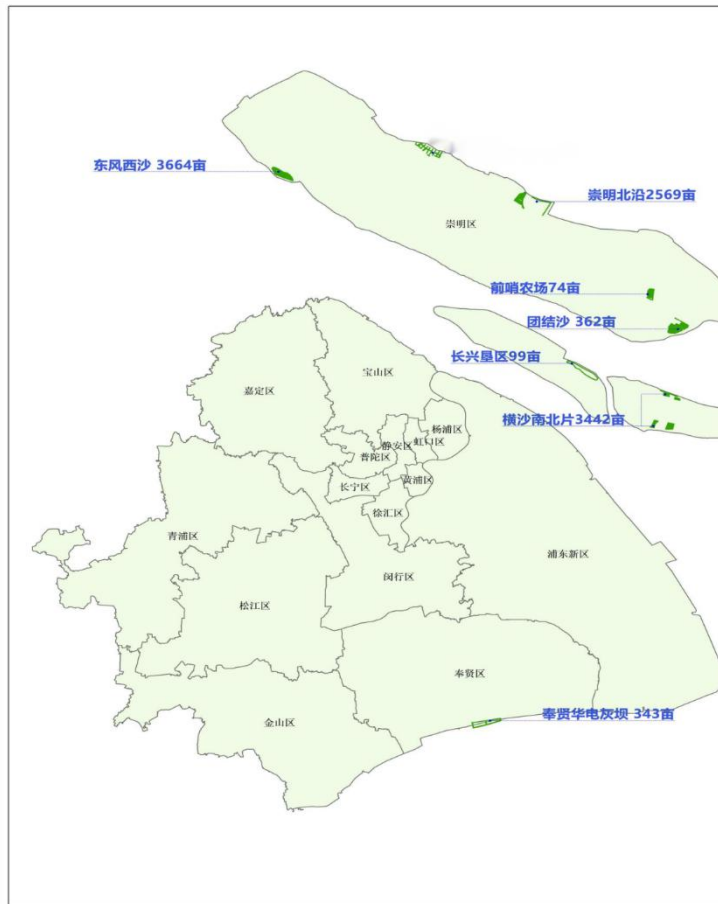 东风西沙 3664亩
崇明北沿2569亩
崇明区
前哨农场74亩
团结沙 362亩
长兴垦区99亩
宝山区
嘉定区
横沙南北片3442亩
杨浦区
虹口区
静安区
普陀区
黄浦区
长宁区
徐汇区
青浦区
浦东新区
闵行区
松江区
奉贤区
奉贤华电灰坝 343亩
金山区